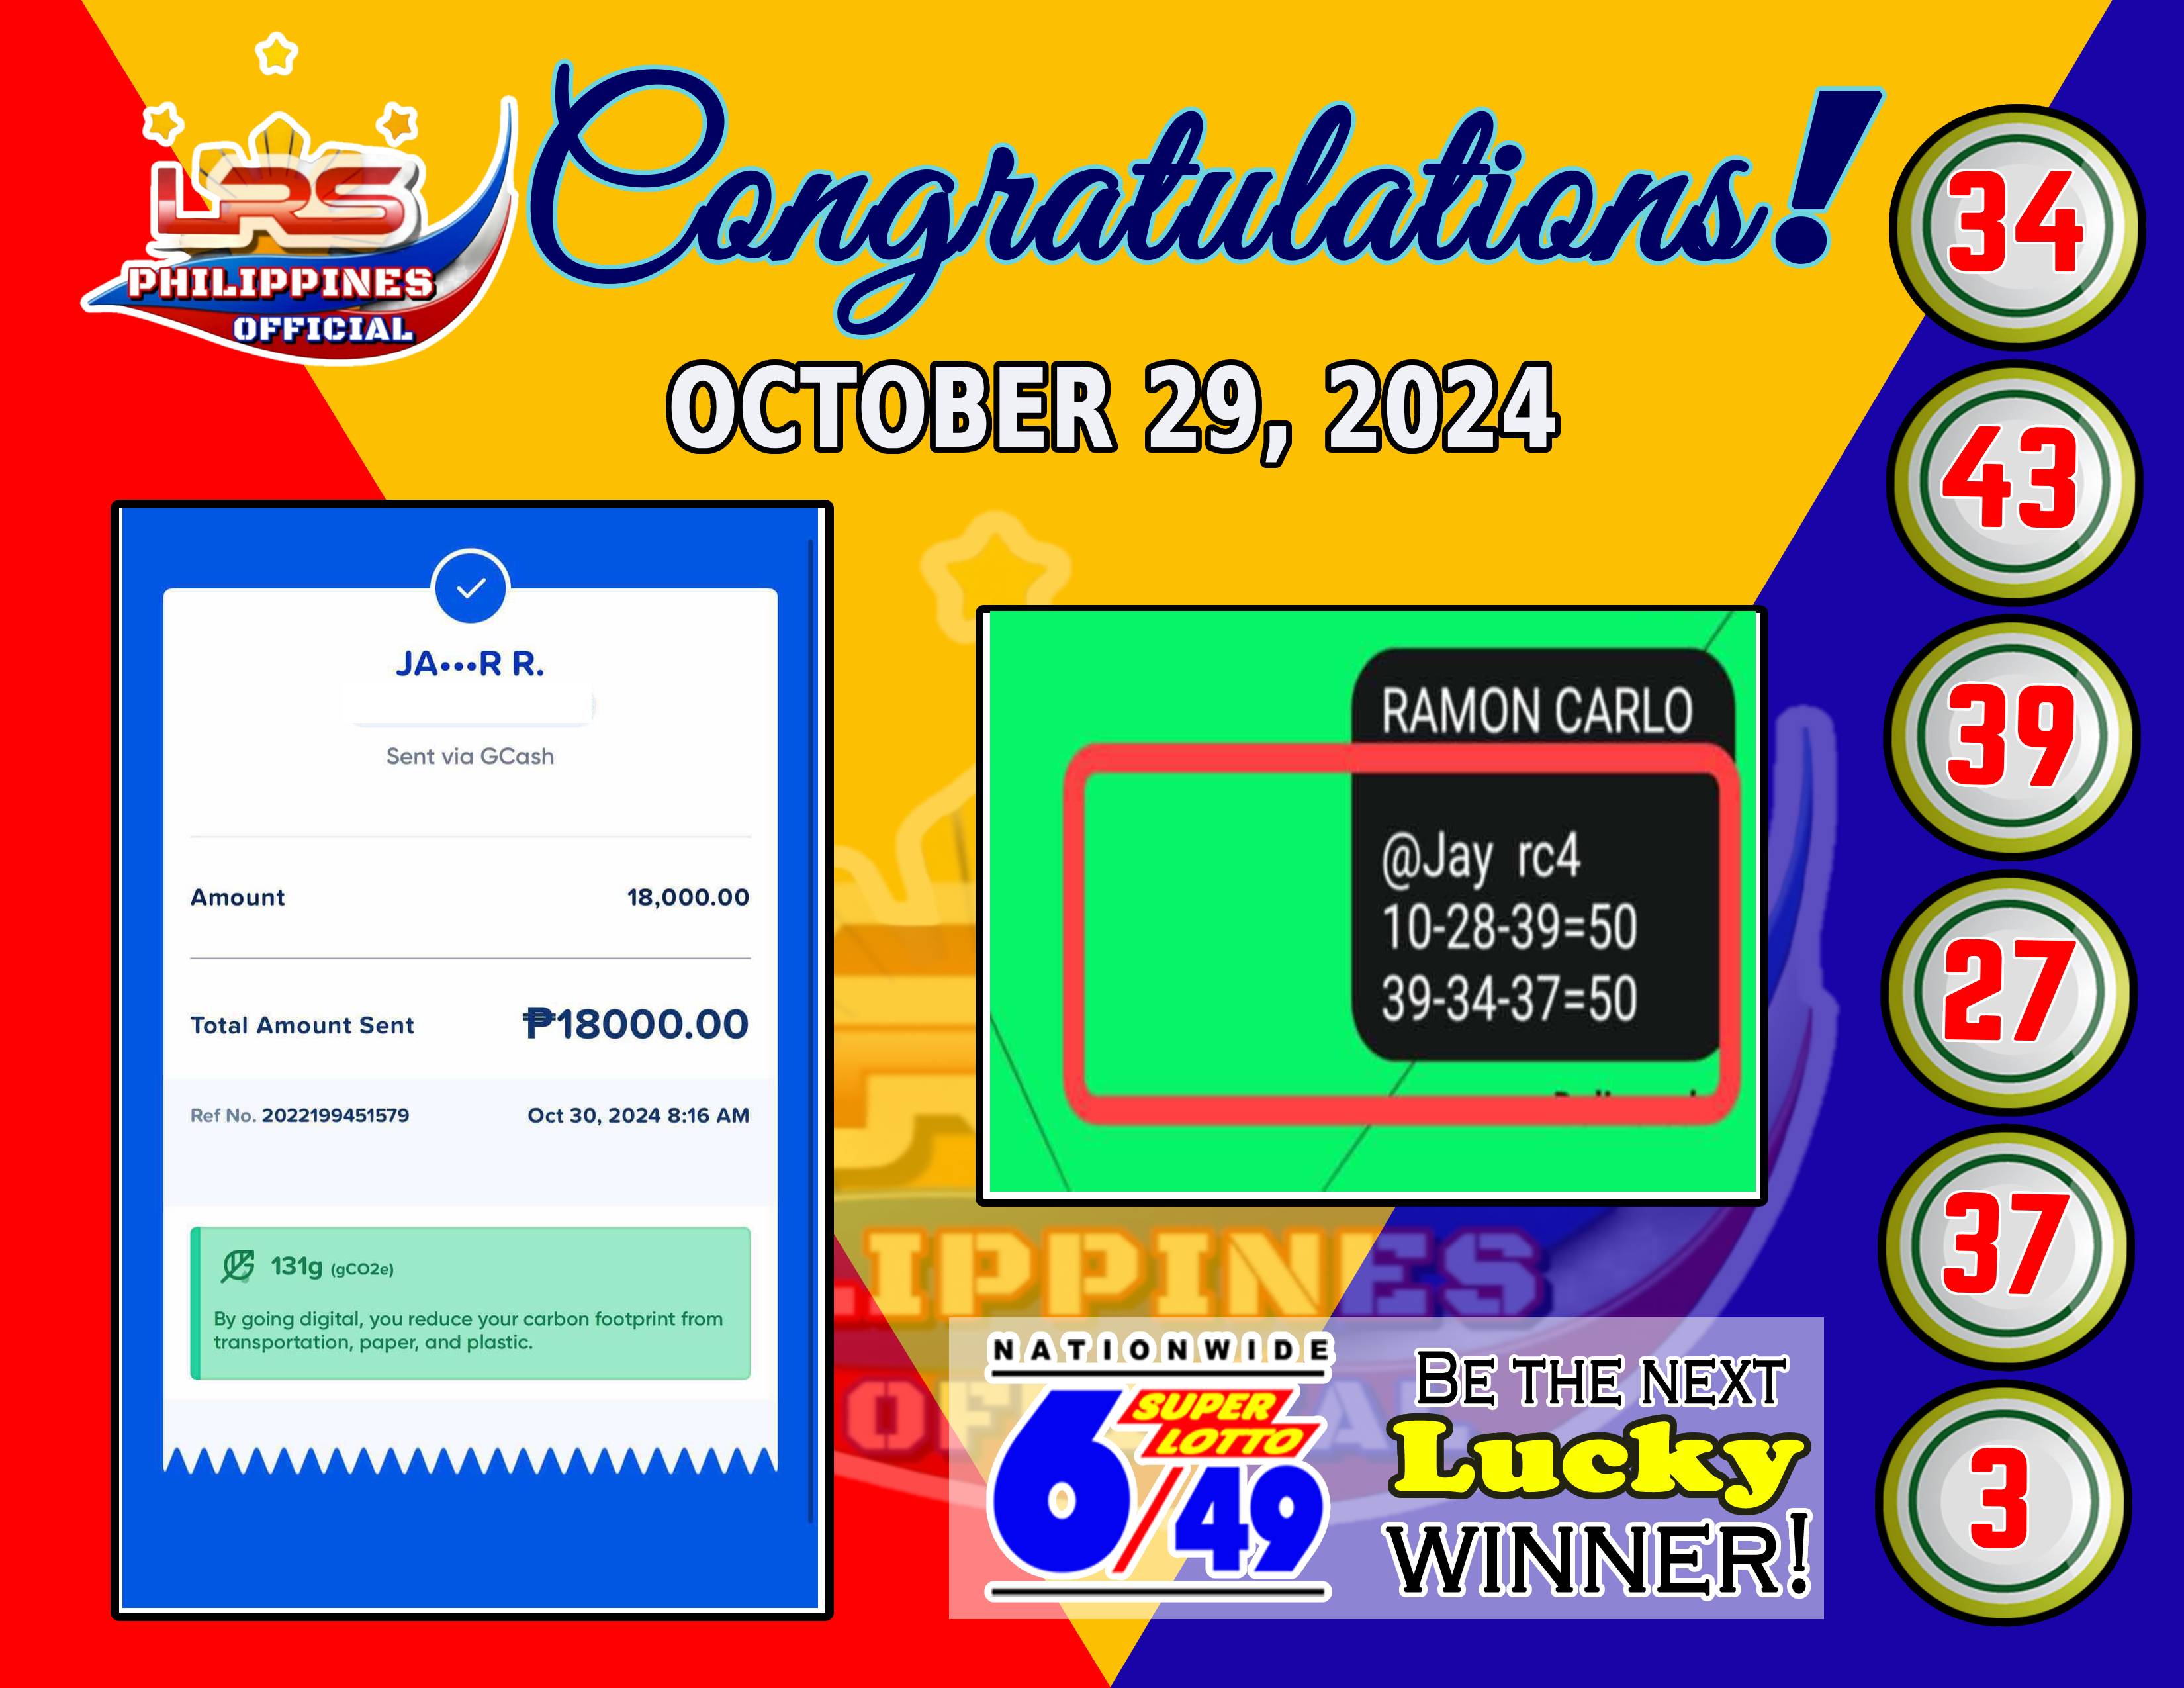 LRS
PHILIPPINES
OFFICIAL
Congratulations!
OCTOBER 29, 2024
JA•••R R.
Sent via GCash
Amount 18,000.00
Total Amount Sent ₱18000.00
Ref No. 2022199451579 Oct 30, 2024 8:16 AM
131g (gCO2e)
By going digital, you reduce your carbon footprint from
transportation, paper, and plastic.
RAMON CARLO
@Jay rc4
10-28-39=50
39-34-37=50
NATIONWIDE
SUPER
LOTTO
6/49
BE THE NEXT
Lucky
WINNER!
34
43
39
27
37
3